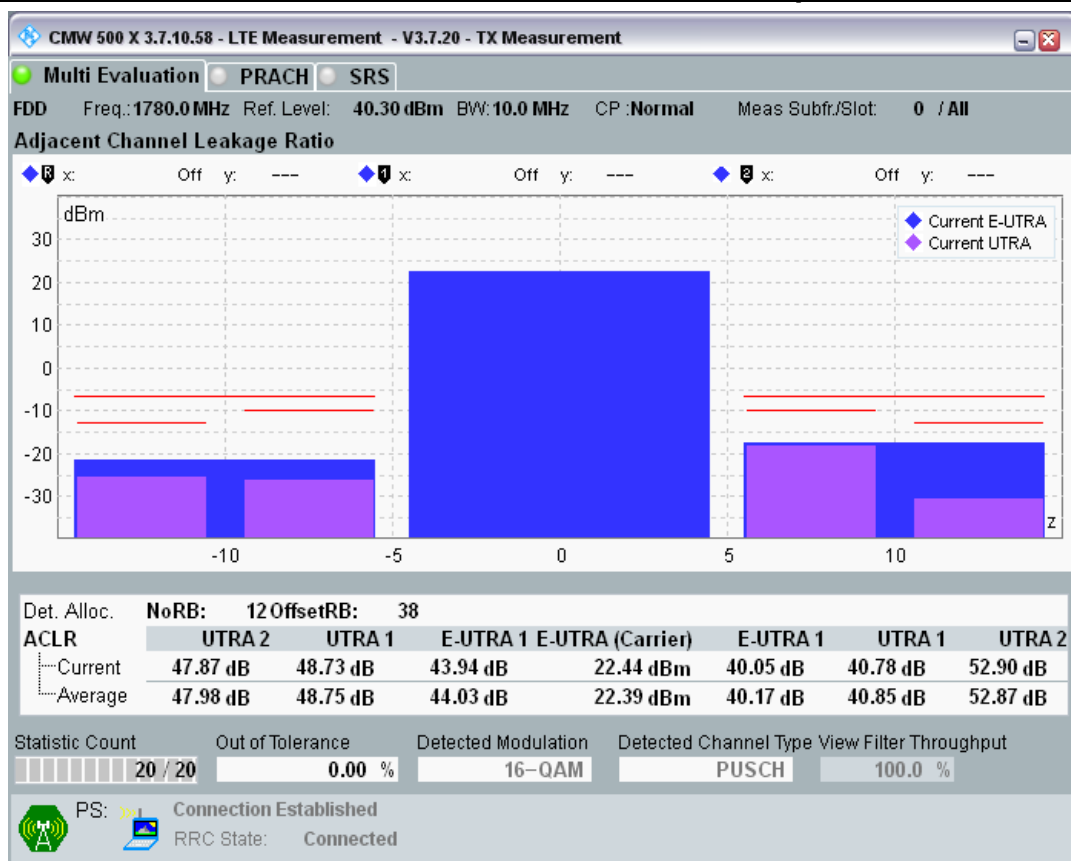 CMW 500 X 3.7.10.58 - LTE Measurement - V3.7.20 - TX Measurement
Multi Evaluation PRACH SRS
FDD Freq.: 1780.0 MHz Ref. Level: 40.30 dBm BW: 10.0 MHz CP :Normal Meas Subfr./Slot: 0 / All
Adjacent Channel Leakage Ratio
R x: Off y: --- 1 x: Off y: --- 2 x: Off y: ---
dBm
Current E-UTRA
Current UTRA
30
20
10
0
-10
-20
-30
z
-10 -5 0 5 10
Det. Alloc. NoRB: 12 OffsetRB: 38
ACLR UTRA 2 UTRA 1 E-UTRA 1 E-UTRA (Carrier) E-UTRA 1 UTRA 1 UTRA 2
Current 47.87 dB 48.73 dB 43.94 dB 22.44 dBm 40.05 dB 40.78 dB 52.90 dB
Average 47.98 dB 48.75 dB 44.03 dB 22.39 dBm 40.17 dB 40.85 dB 52.87 dB
Statistic Count Out of Tolerance Detected Modulation Detected Channel Type View Filter Throughput
20 / 20 0.00 % 16-QAM PUSCH 100.0 %
PS: Connection Established
RRC State: Connected